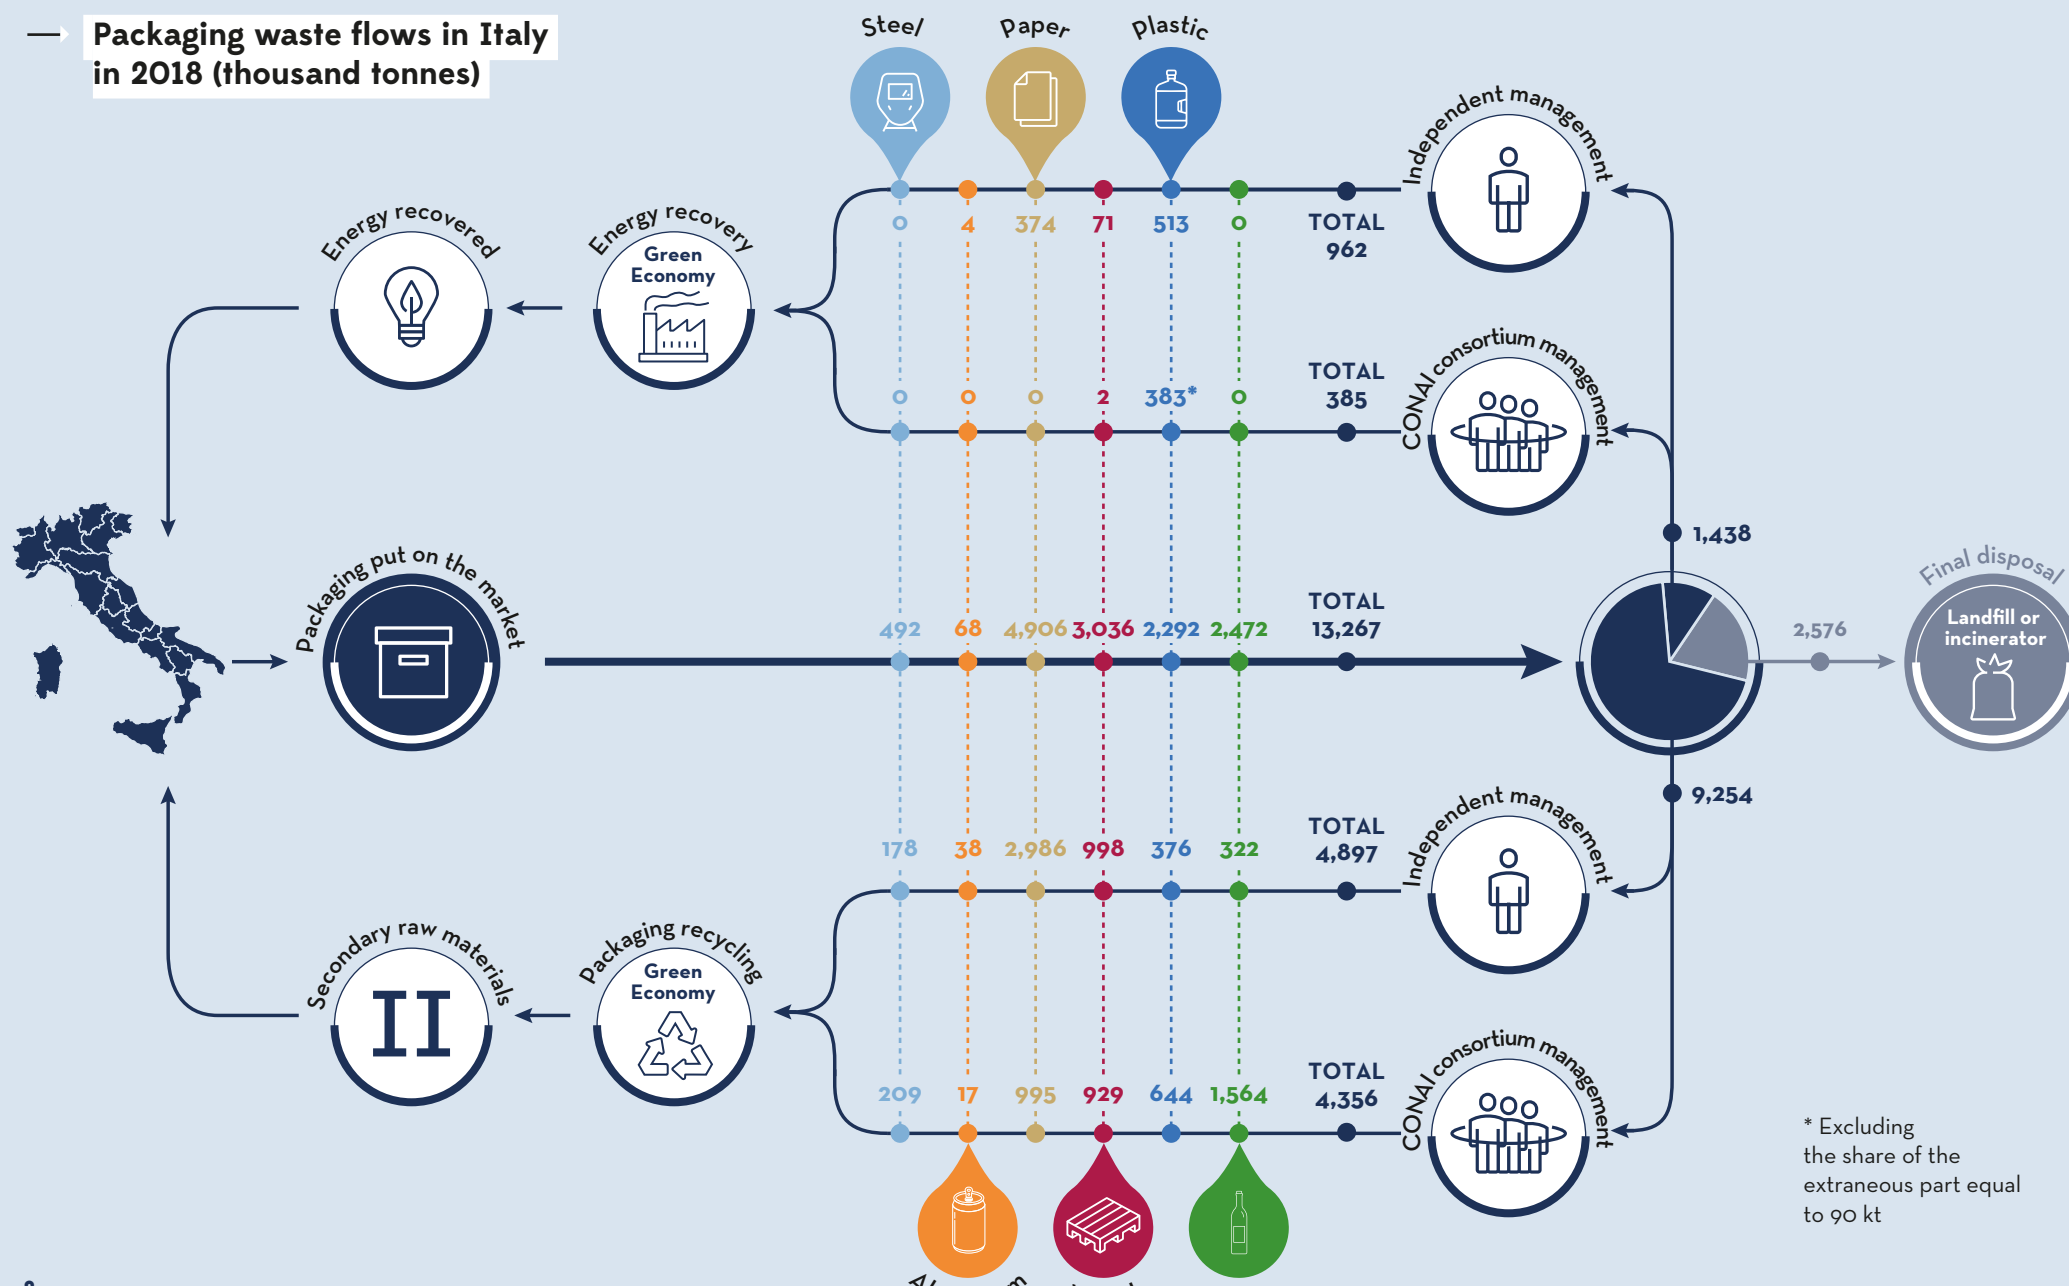 Packaging waste flows in Italy
in 2018 (thousand tonnes)
Steel
Paper
Plastic
Independent management
0 4 374 71 513 0
TOTAL
962
Energy recovered
Energy recovery
Green
Economy
CONAI consortium management
TOTAL
385
0 0 0 2 383* 0
1,438
Packaging put on the market
TOTAL
13,267
492 68 4,906 3,036 2,292 2,472
2,576
Final disposal
Landfill or
incinerator
9,254
Independent management
TOTAL
4,897
178 38 2,986 998 376 322
Secondary raw materials
II
Packaging recycling
Green
Economy
CONAI consortium management
TOTAL
4,356
209 17 995 929 644 1,564
* Excluding
the share of the
extraneous part equal
to 90 kt